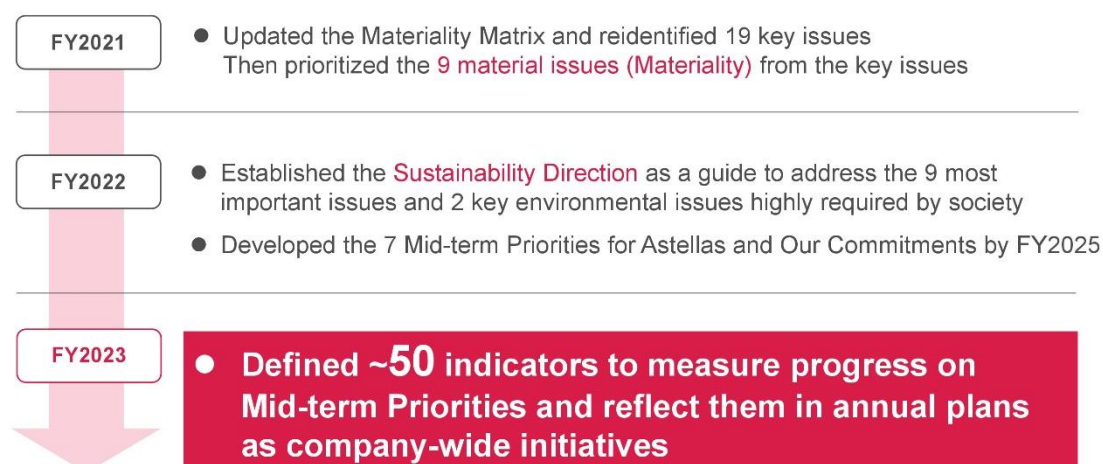 FY2021
● Updated the Materiality Matrix and reidentified 19 key issues
Then prioritized the 9 material issues (Materiality) from the key issues
FY2022
● Established the Sustainability Direction as a guide to address the 9 most
important issues and 2 key environmental issues highly required by society
● Developed the 7 Mid-term Priorities for Astellas and Our Commitments by FY2025
FY2023
● Defined ~50 indicators to measure progress on
Mid-term Priorities and reflect them in annual plans
as company-wide initiatives